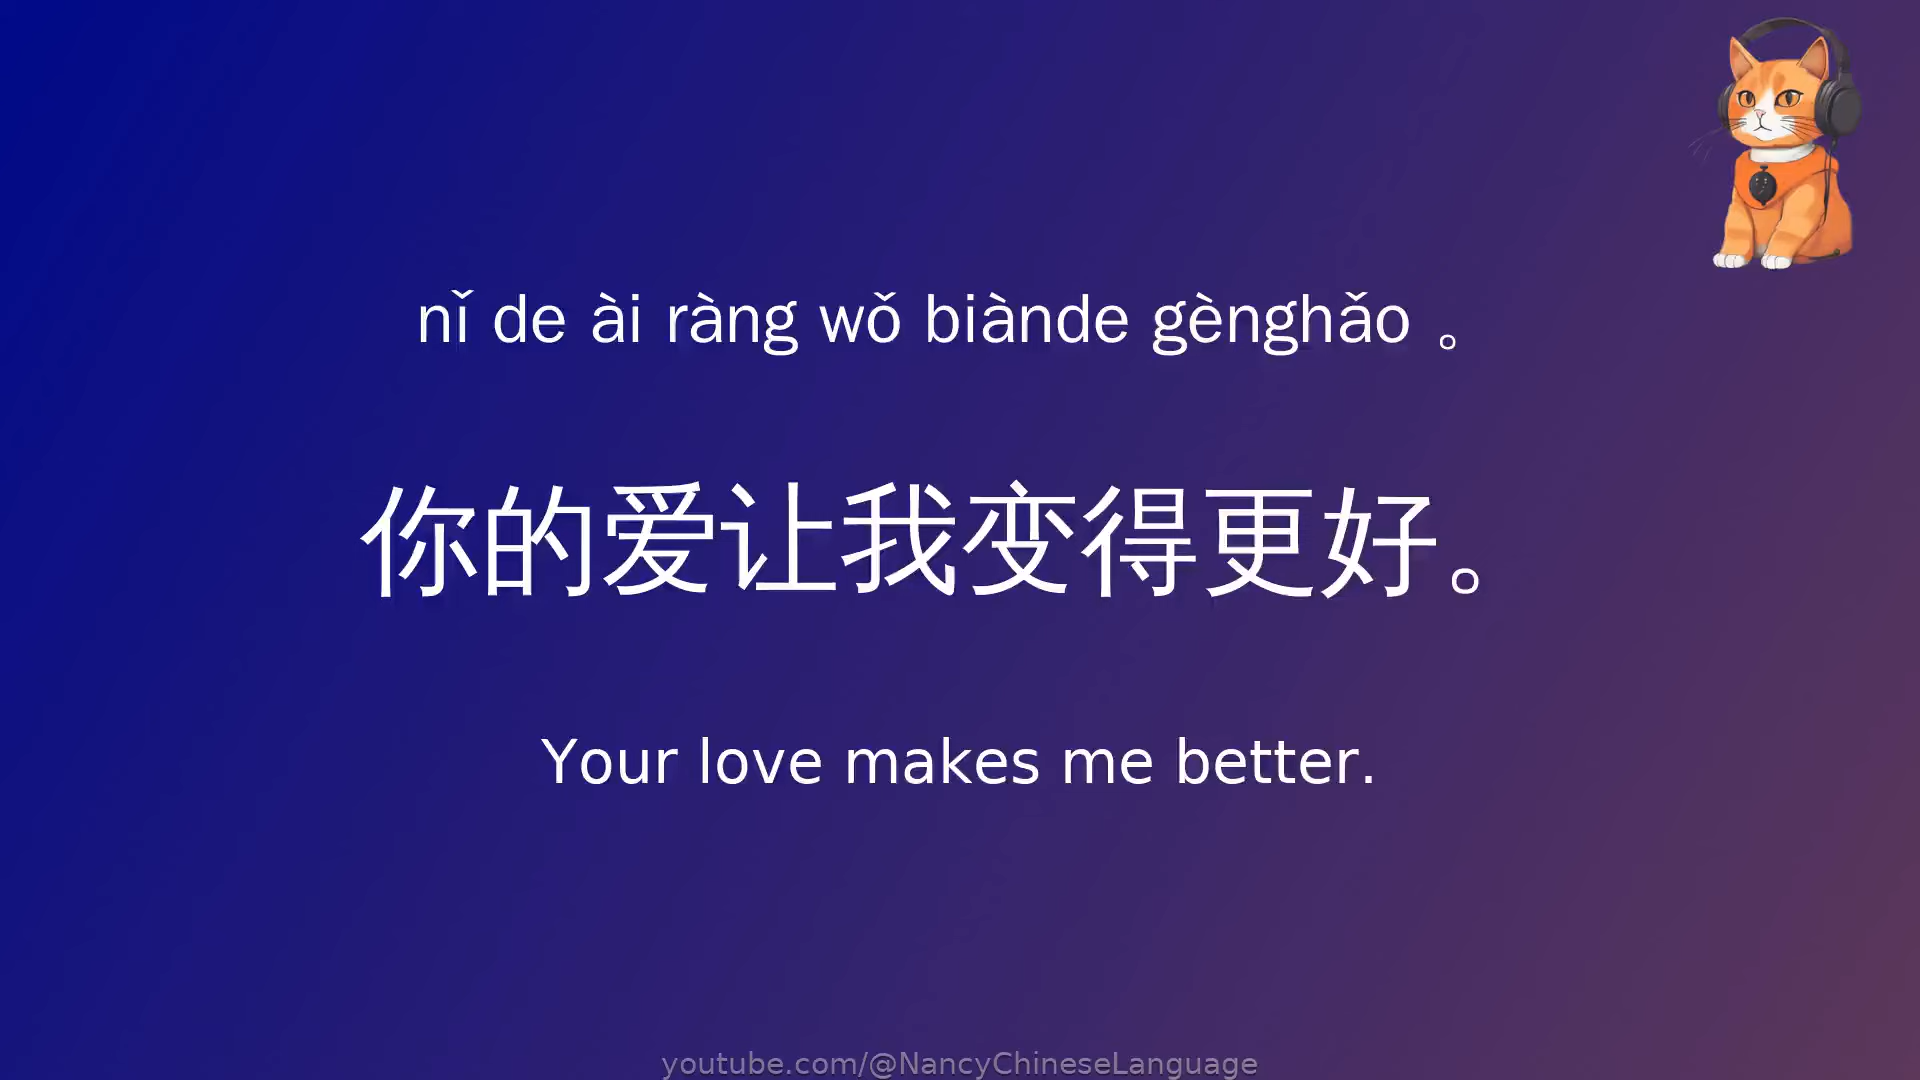 nǐ de ài ràng wǒ biànde gènghǎo 。
你的爱让我变得更好。
Your love makes me better.
youtube.com/@NancyChineseLanguage